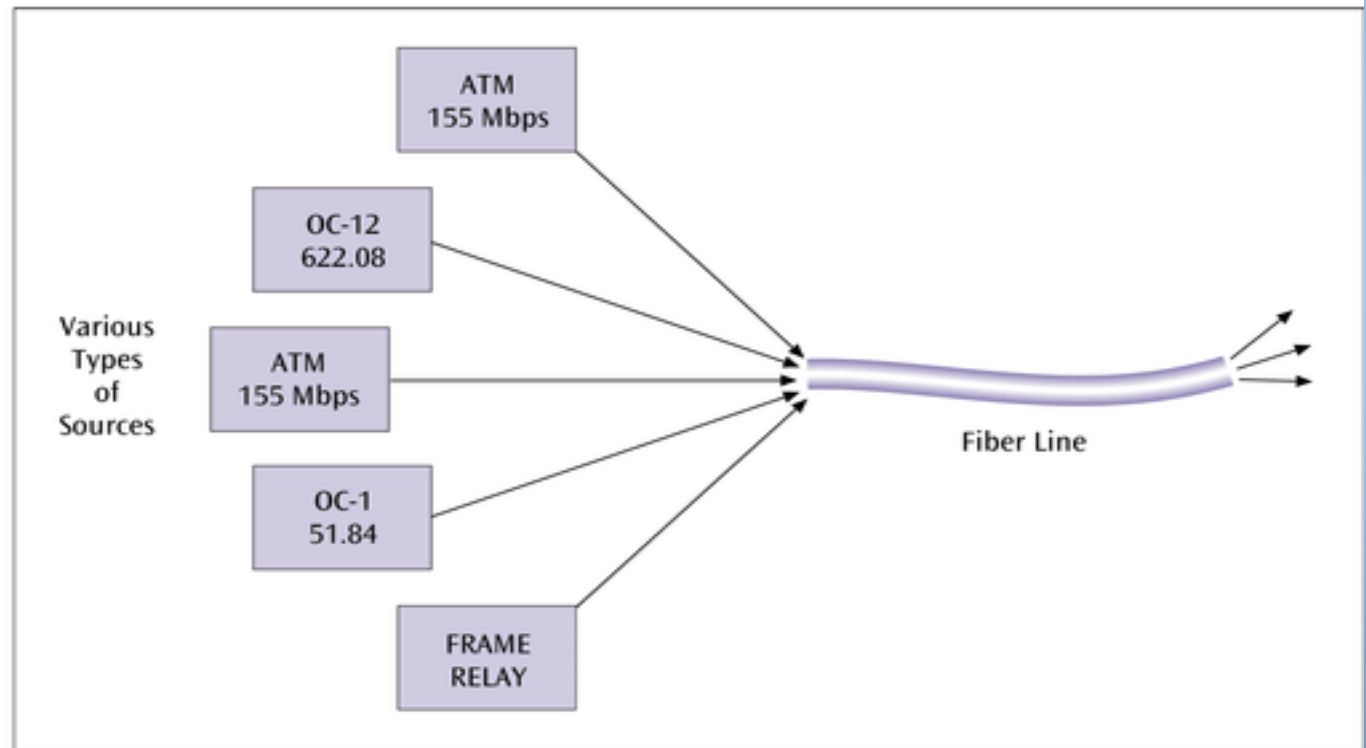 ATM
155 Mbps
OC-12
622.08
Various
Types
of
Sources
ATM
155 Mbps
Fiber Line
OC-1
51.84
FRAME
RELAY